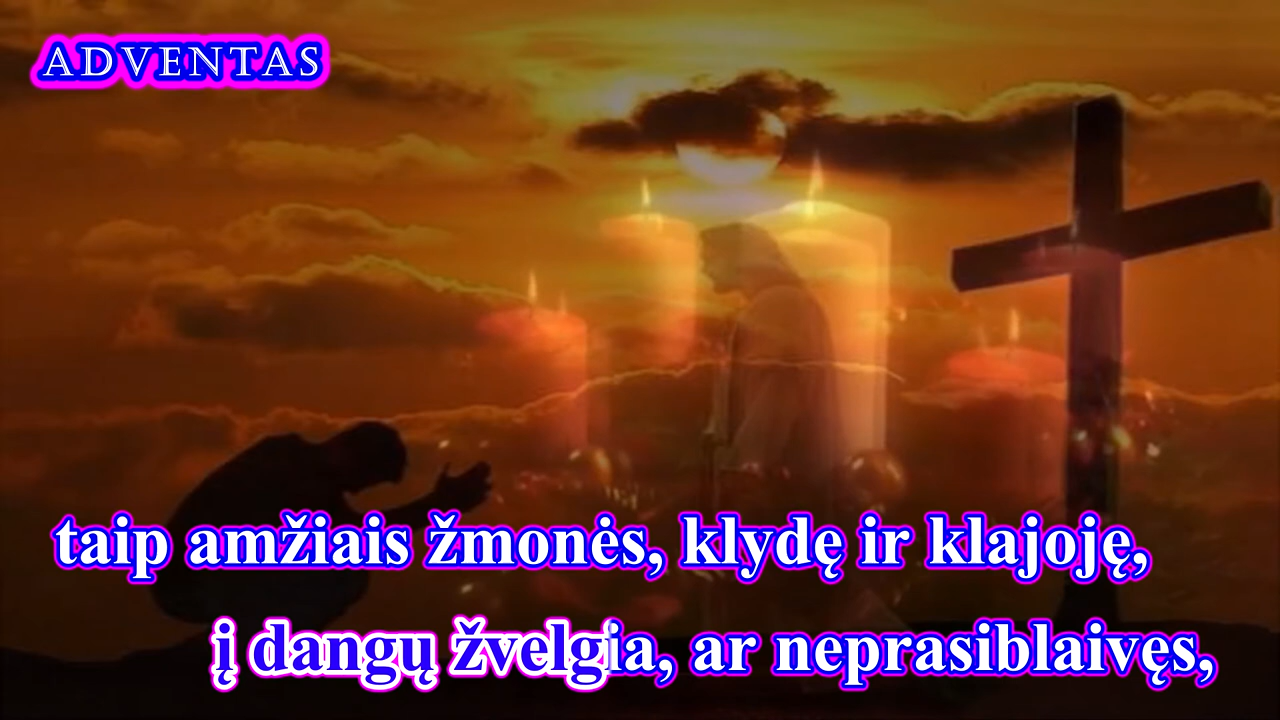 ADVENTAS
taip amžiais žmonės, klydę ir klajoję,
į dangų žvelgia, ar neprasiblaivęs,